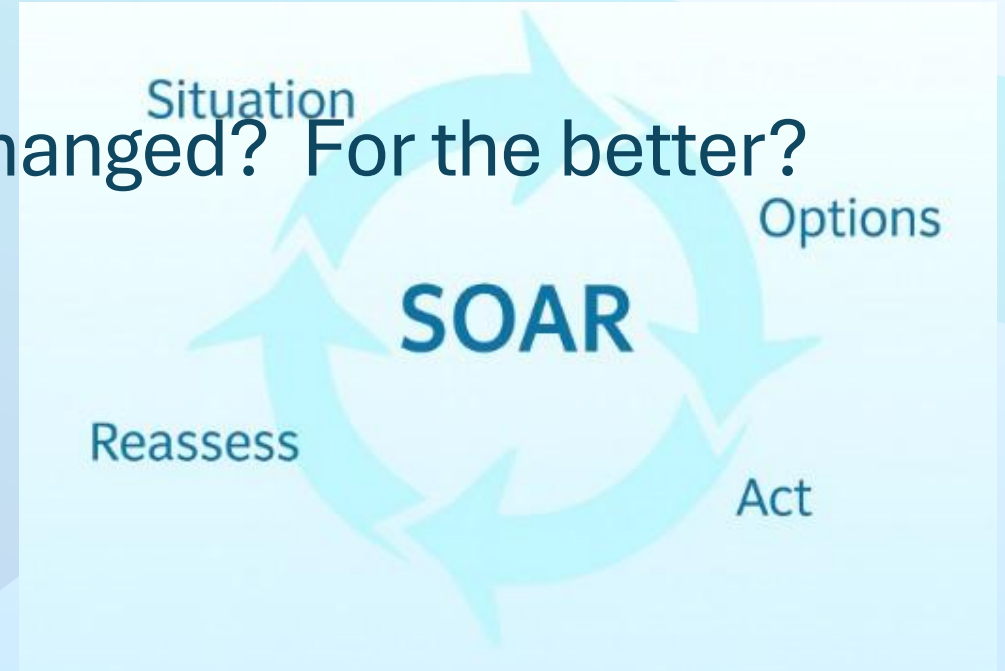 Situation
hanged? For the better?
Options
SOAR
Reassess
Act